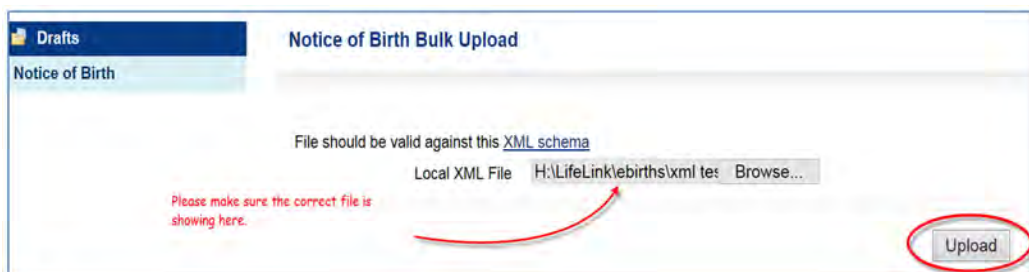 Drafts
Notice of Birth Bulk Upload
Notice of Birth
File should be valid against this XML schema
Local XML File H:\LifeLink\ebirths\xml tes Browse...
Please make sure the correct file is
showing here.
Upload